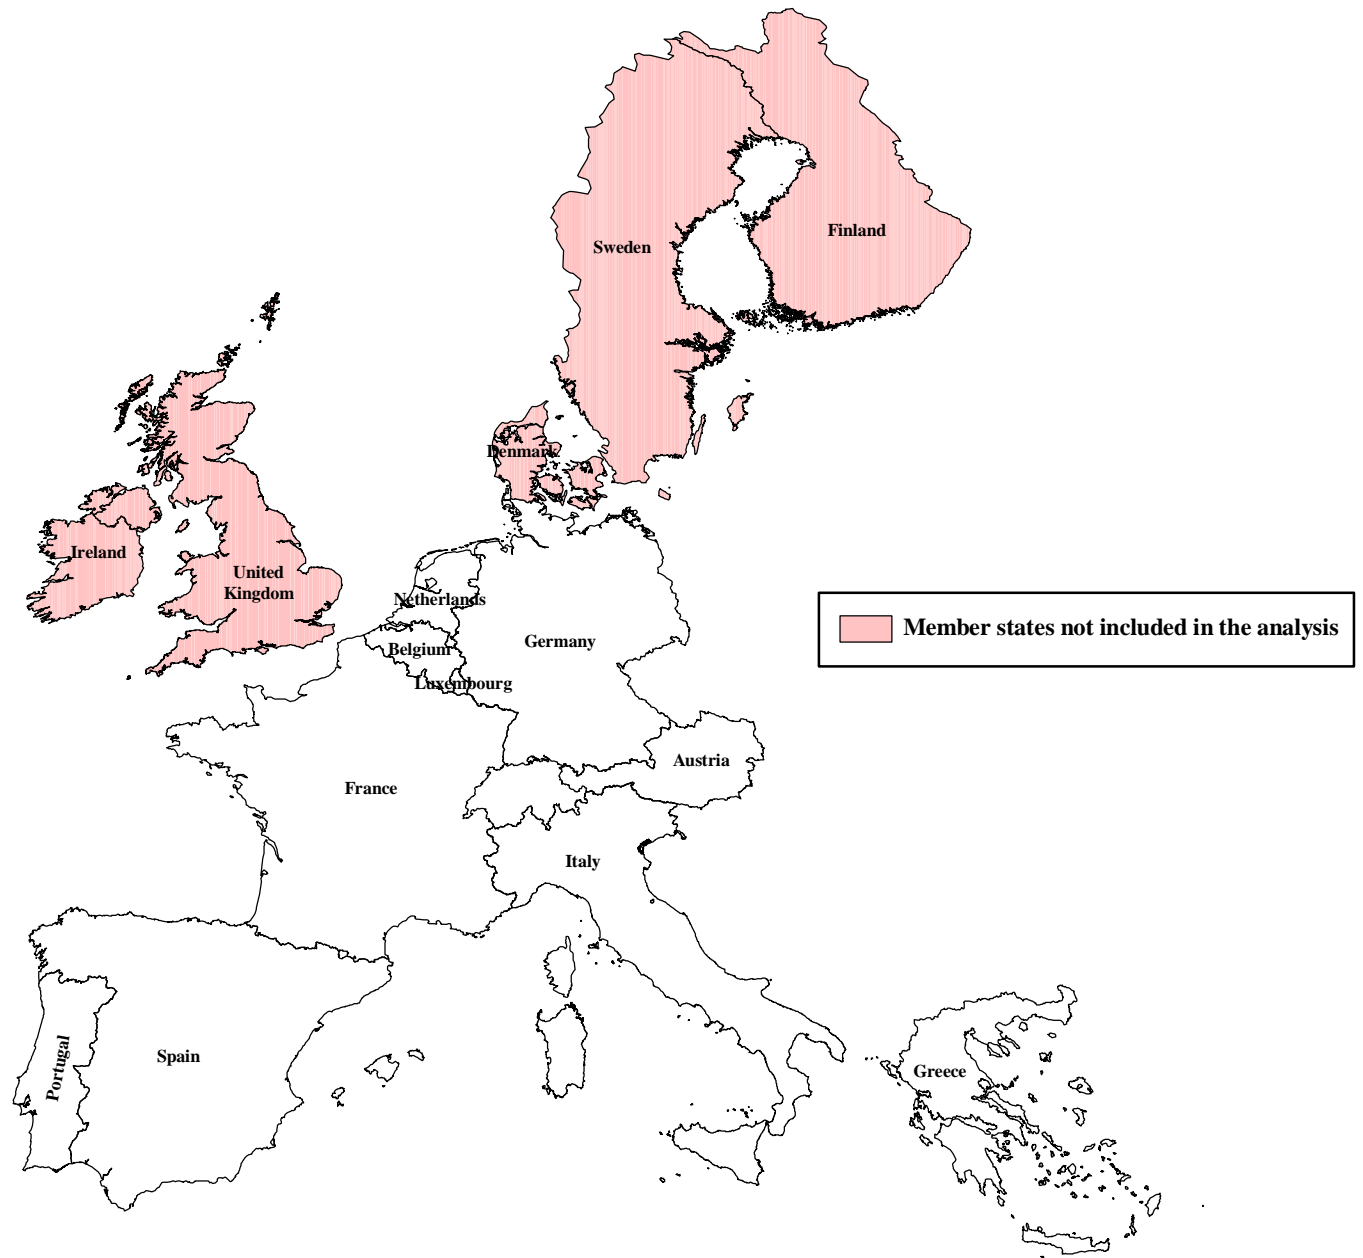 Finland
Sweden
Denmark
Ireland
United
Kingdom
Netherlands
Germany
Member states not included in the analysis
Belgium
Luxembourg
Austria
France
Italy
Portugal
Spain
Greece